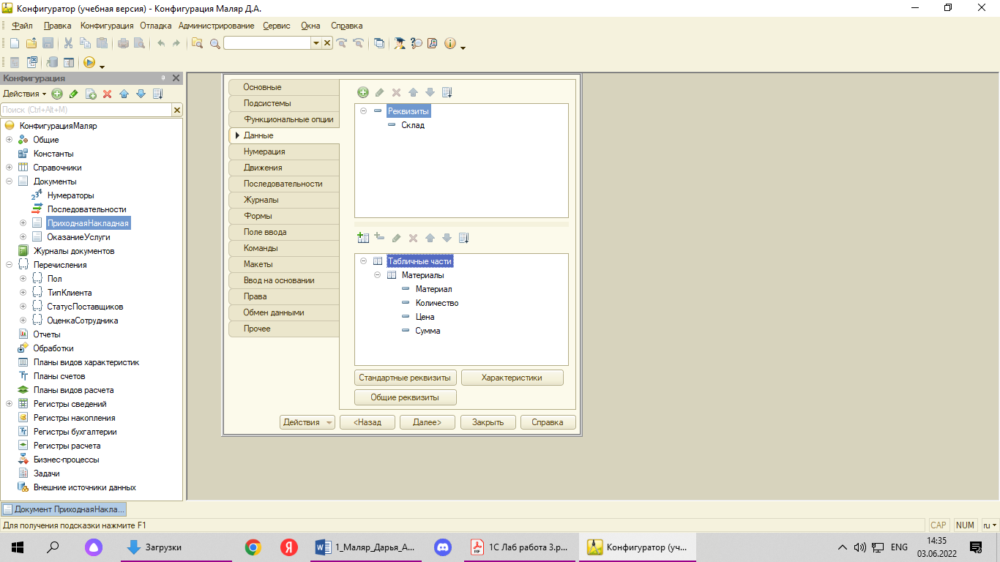 Конфигуратор (учебная версия) - Конфигурация Маляр Д.А.
Файл Правка Конфигурация Отладка Администрирование Сервис Окна Справка
Конфигурация
Действия
Поиск (Ctrl+Alt+M)
КонфигурацияМаляр
Общие
Константы
Справочники
Документы
Нумераторы
Последовательности
ПриходнаяНакладная
ОказаниеУслуги
Журналы документов
Перечисления
Пол
ТипКлиента
СтатусПоставщиков
ОценкаСотрудника
Отчеты
Обработки
Планы видов характеристик
Планы счетов
Планы видов расчета
Регистры сведений
Регистры накопления
Регистры бухгалтерии
Регистры расчета
Бизнес-процессы
Задачи
Внешние источники данных
Основные
Подсистемы
Функциональные опции
Данные
Нумерация
Движения
Последовательности
Журналы
Формы
Поле ввода
Команды
Макеты
Ввод на основании
Права
Обмен данными
Прочее
Реквизиты
Склад
Табличные части
Материалы
Материал
Количество
Цена
Сумма
Стандартные реквизиты Характеристики
Общие реквизиты
Действия <Назад Далее> Закрыть Справка
Документ ПриходнаяНакла...
Для получения подсказки нажмите F1
CAP NUM ru
Загрузки
1_Маляр_Дарья_А...
1С Лаб работа 3.p...
Конфигуратор (уч...
ENG
14:35
03.06.2022